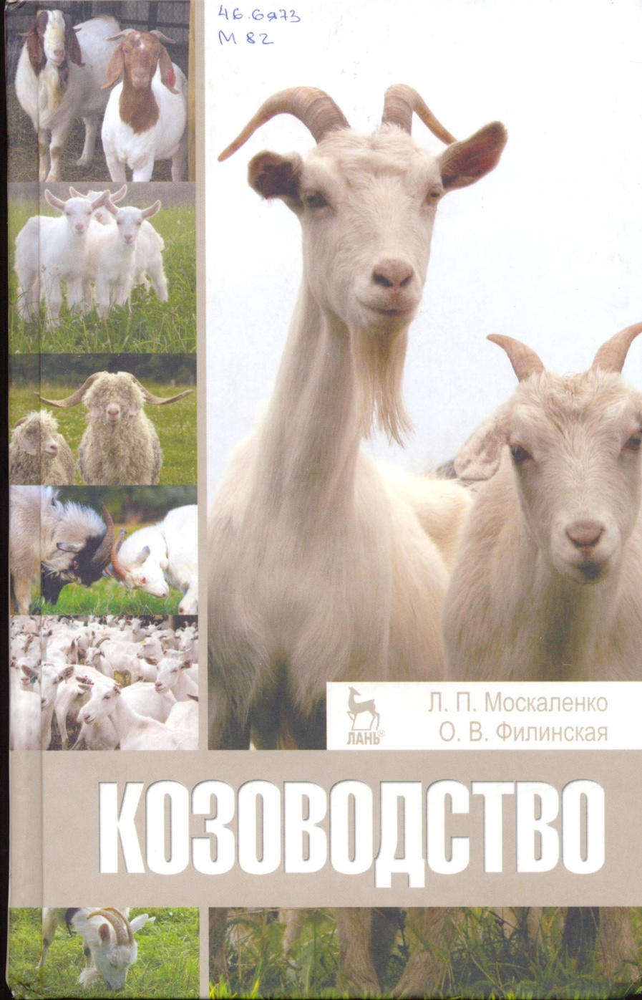 46.6я73
М 82
Л. П. Москаленко
О. В. Филинская
ЛАНЬ®
КОЗОВОДСТВО